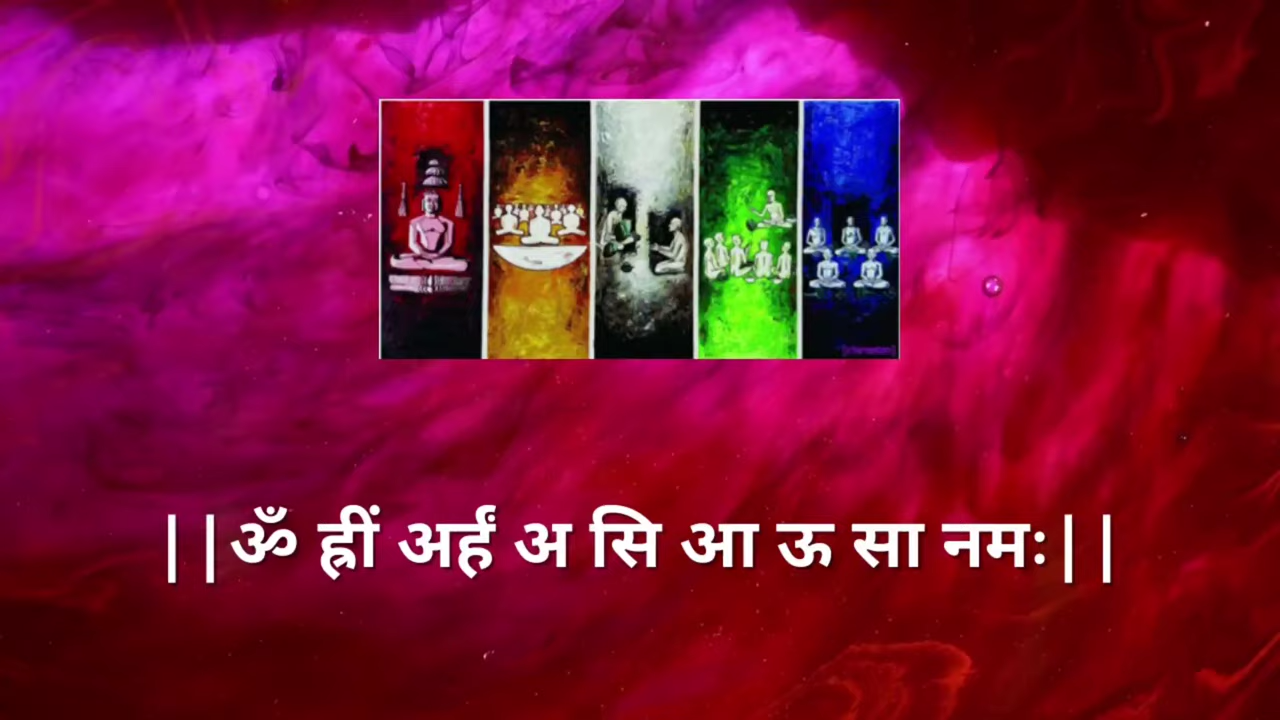 ||ॐ ह्रीं अर्हं अ सि आ ऊ सा नमः||